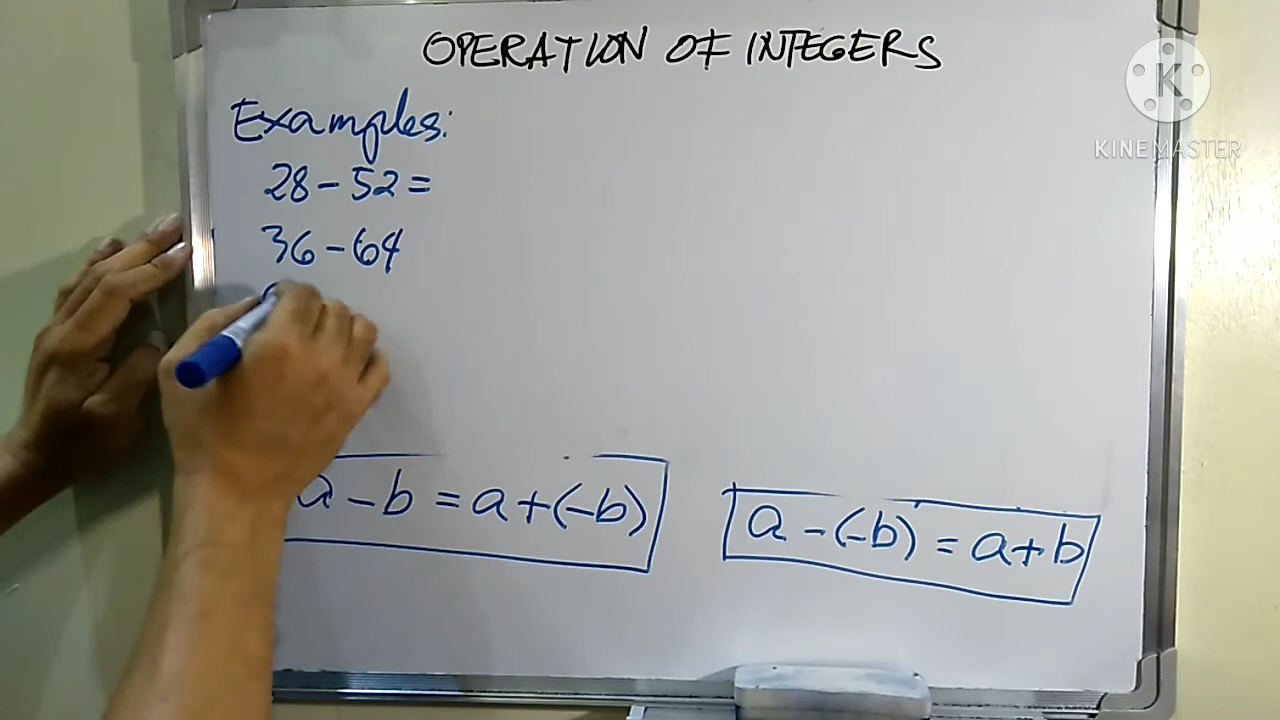 OPERATION OF INTEGERS
K
KINEMASTER
Examples:
28 - 52 =
36 - 64
a - b = a + (-b)
a - (-b) = a + b